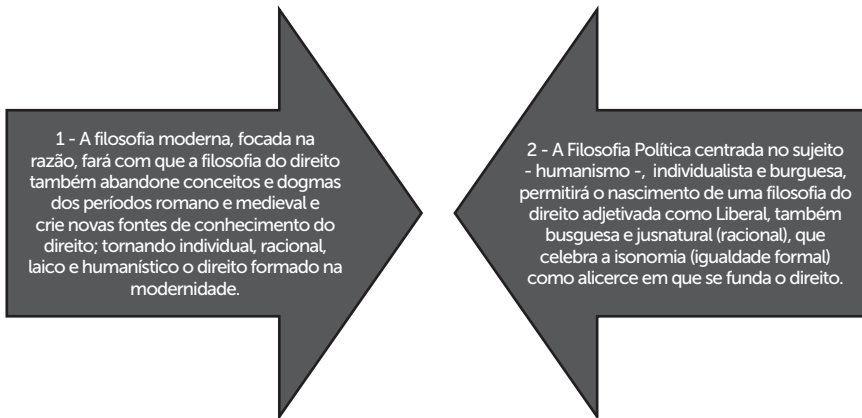 1 - A filosofia moderna, focada na
razão, fará com que a filosofia do direito
também abandone conceitos e dogmas
dos períodos romano e medieval e
crie novas fontes de conhecimento do
direito; tornando individual, racional,
laico e humanístico o direito formado na
modernidade.
2 - A Filosofia Política centrada no sujeito
- humanismo -, individualista e burguesa,
permitirá o nascimento de uma filosofia do
direito adjetivada como Liberal, também
busguesa e jusnatural (racional), que
celebra a isonomia (igualdade formal)
como alicerce em que se funda o direito.